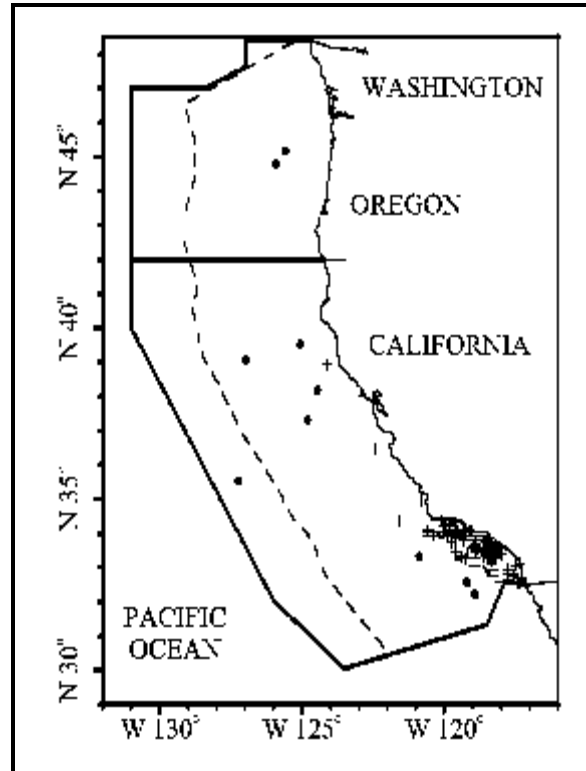 WASHINGTON
N 45°
OREGON
N 40°
CALIFORNIA
N 35°
PACIFIC
OCEAN
N 30°
W 130°
W 125°
W 120°